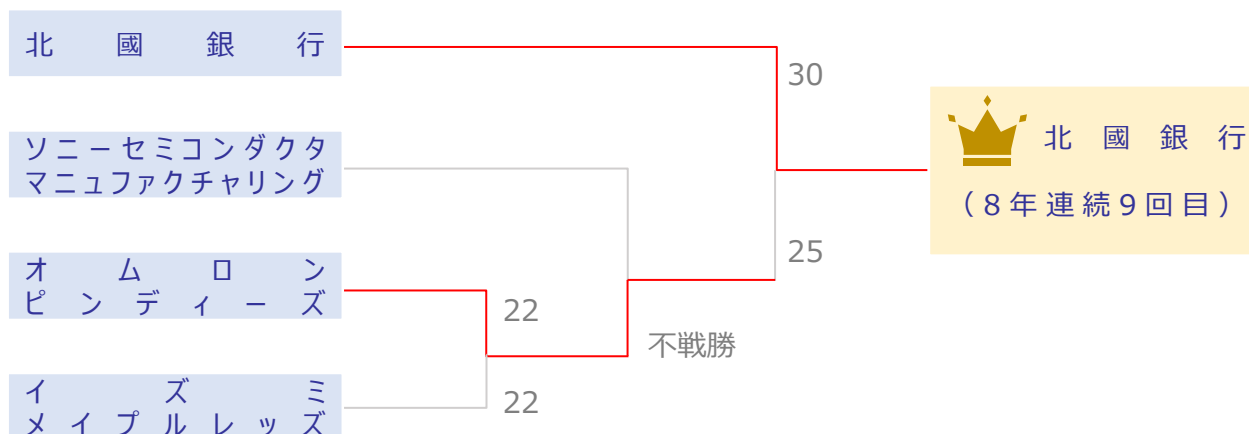 北國銀行
30
北國銀行
ソニーセミコンダクタ
マニュファクチャリング
（8年連続9回目）
25
オムロン
ピンディーズ
22
不戦勝
イズミ
メイプルレッズ
22